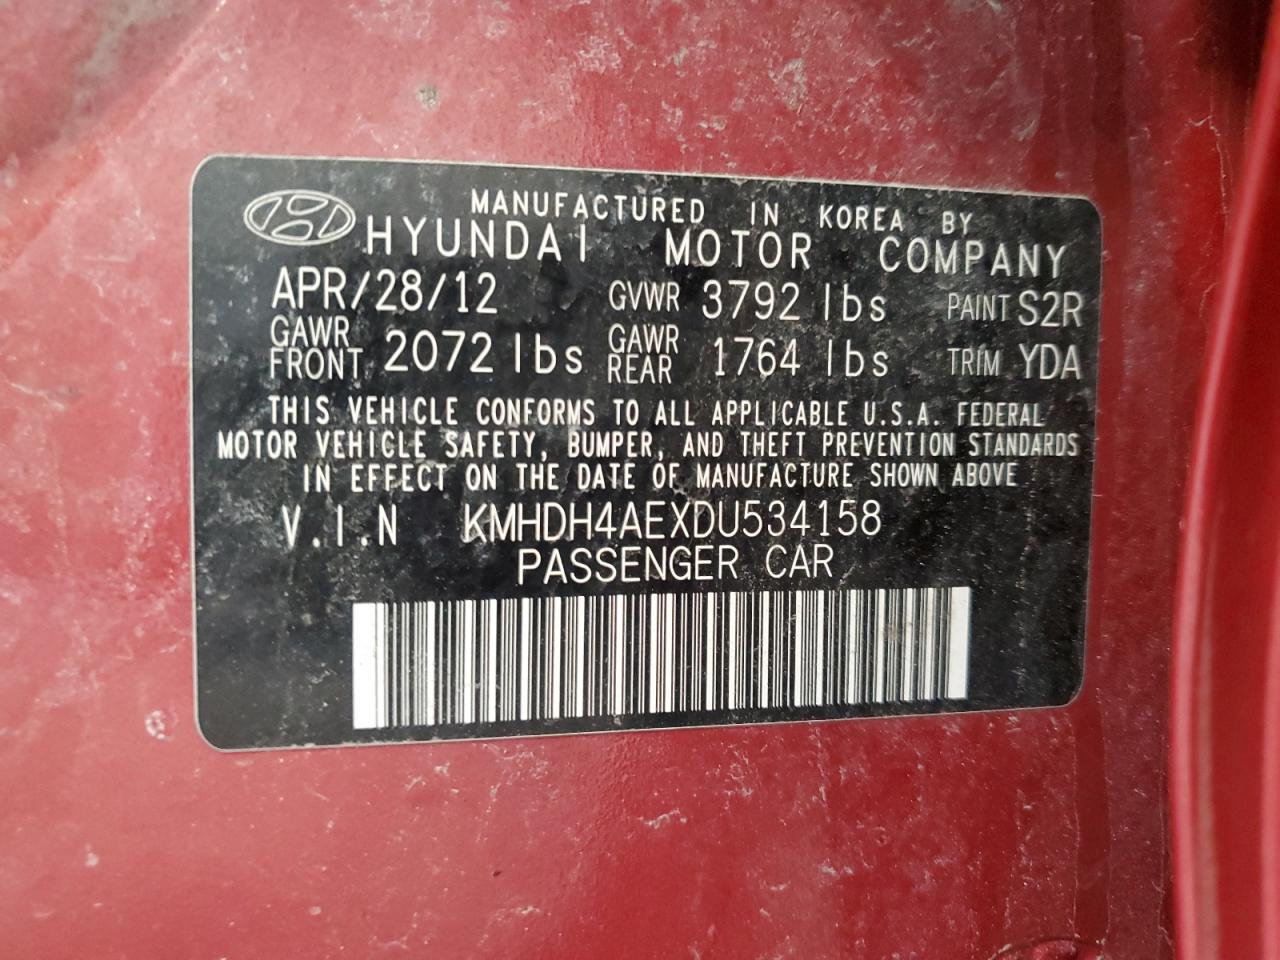 MANUFACTURED IN KOREA BY
HYUNDAI MOTOR COMPANY
APR/28/12 GVWR 3792 lbs PAINT S2R
GAWR FRONT 2072 lbs GAWR REAR 1764 lbs TRIM YDA
THIS VEHICLE CONFORMS TO ALL APPLICABLE U.S.A. FEDERAL
MOTOR VEHICLE SAFETY, BUMPER, AND THEFT PREVENTION STANDARDS
IN EFFECT ON THE DATE OF MANUFACTURE SHOWN ABOVE
V.I.N KMHDH4AEXDU534158
PASSENGER CAR